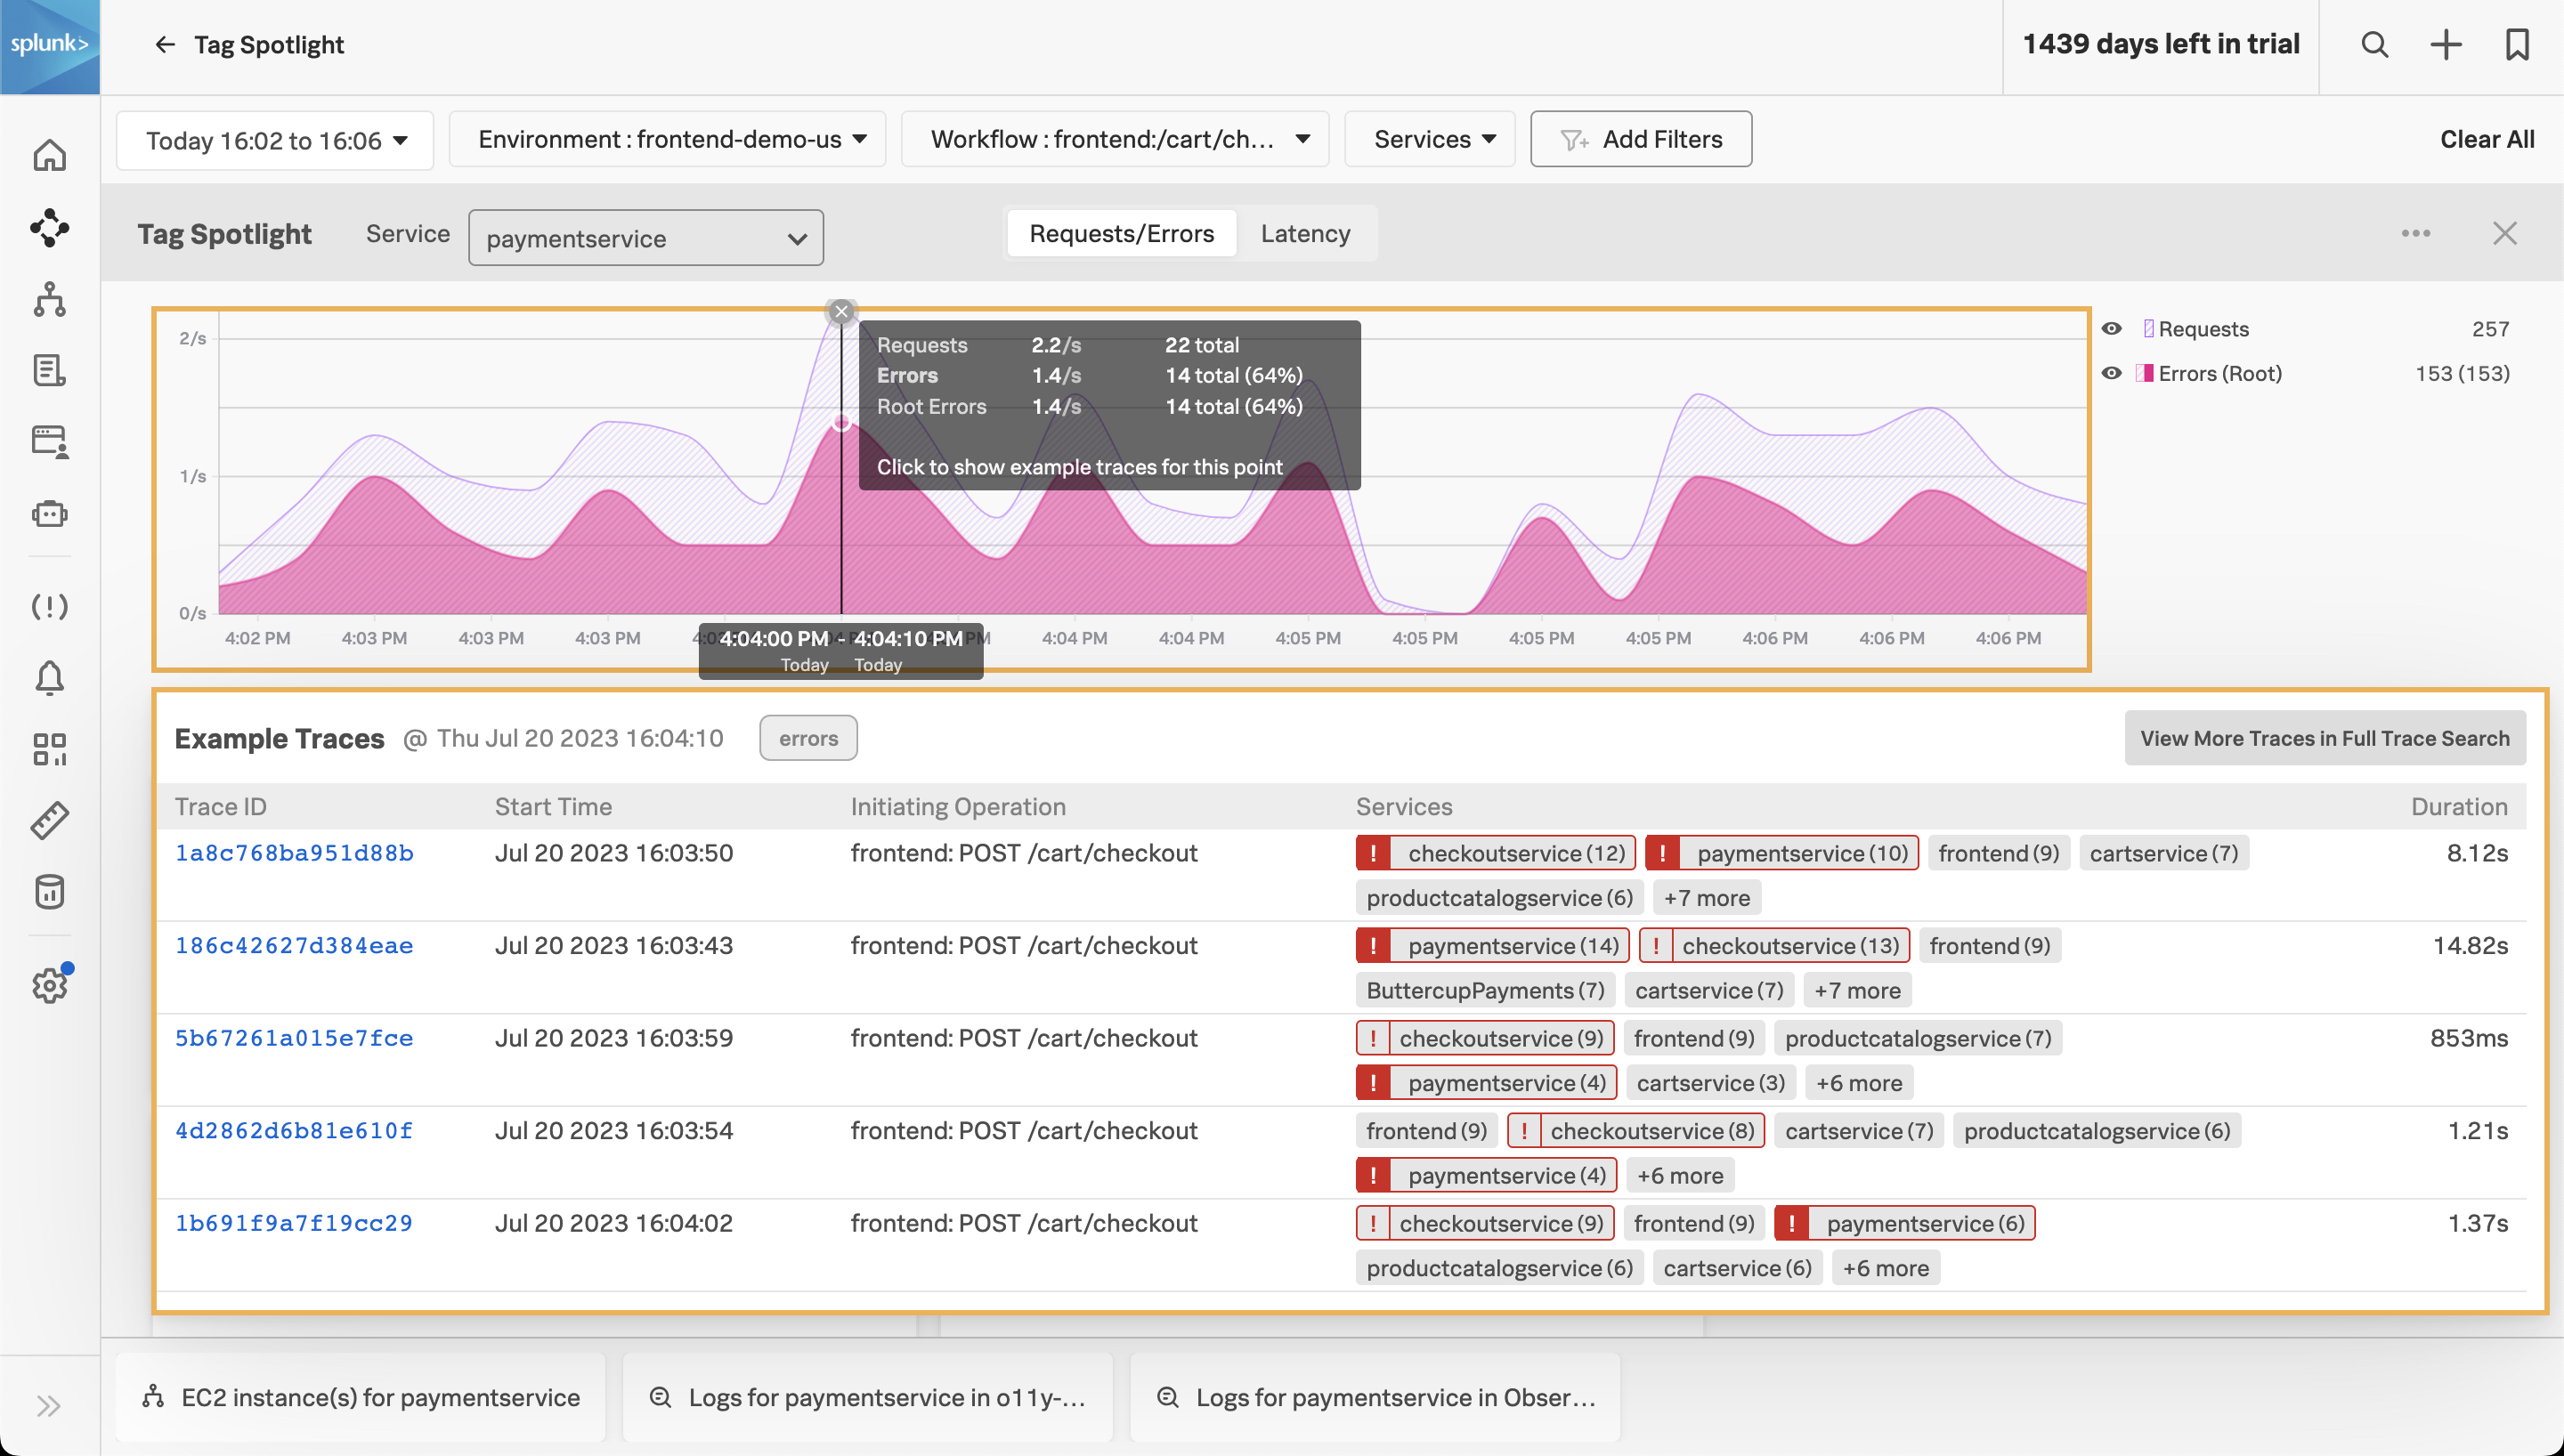 splunk>
Tag Spotlight
1439 days left in trial
Today 16:02 to 16:06
Environment : frontend-demo-us
Workflow : frontend:/cart/ch...
Services
Add Filters
Clear All
Tag Spotlight
Service
paymentservice
Requests/Errors
Latency
2/s
1/s
0/s
Requests 2.2/s 22 total
Errors 1.4/s 14 total (64%)
Root Errors 1.4/s 14 total (64%)
Click to show example traces for this point
Requests 257
Errors (Root) 153 (153)
4:02 PM 4:03 PM 4:03 PM 4:03 PM 4:04 PM 4:04 PM 4:05 PM 4:05 PM 4:05 PM 4:05 PM 4:06 PM 4:06 PM 4:06 PM
4:04:00 PM - 4:04:10 PM
Today Today
Example Traces @ Thu Jul 20 2023 16:04:10 errors
View More Traces in Full Trace Search
Trace ID Start Time Initiating Operation Services Duration
1a8c768ba951d88b Jul 20 2023 16:03:50 frontend: POST /cart/checkout ! checkoutservice (12) ! paymentservice (10) frontend (9) cartservice (7) 8.12s
productcatalogservice (6) +7 more
186c42627d384eae Jul 20 2023 16:03:43 frontend: POST /cart/checkout ! paymentservice (14) ! checkoutservice (13) frontend (9) 14.82s
ButtercupPayments (7) cartservice (7) +7 more
5b67261a015e7fce Jul 20 2023 16:03:59 frontend: POST /cart/checkout ! checkoutservice (9) frontend (9) productcatalogservice (7) 853ms
! paymentservice (4) cartservice (3) +6 more
4d2862d6b81e610f Jul 20 2023 16:03:54 frontend: POST /cart/checkout frontend (9) ! checkoutservice (8) cartservice (7) productcatalogservice (6) 1.21s
! paymentservice (4) +6 more
1b691f9a7f19cc29 Jul 20 2023 16:04:02 frontend: POST /cart/checkout ! checkoutservice (9) frontend (9) ! paymentservice (6) 1.37s
productcatalogservice (6) cartservice (6) +6 more
EC2 instance(s) for paymentservice
Logs for paymentservice in o11y-...
Logs for paymentservice in Obser...